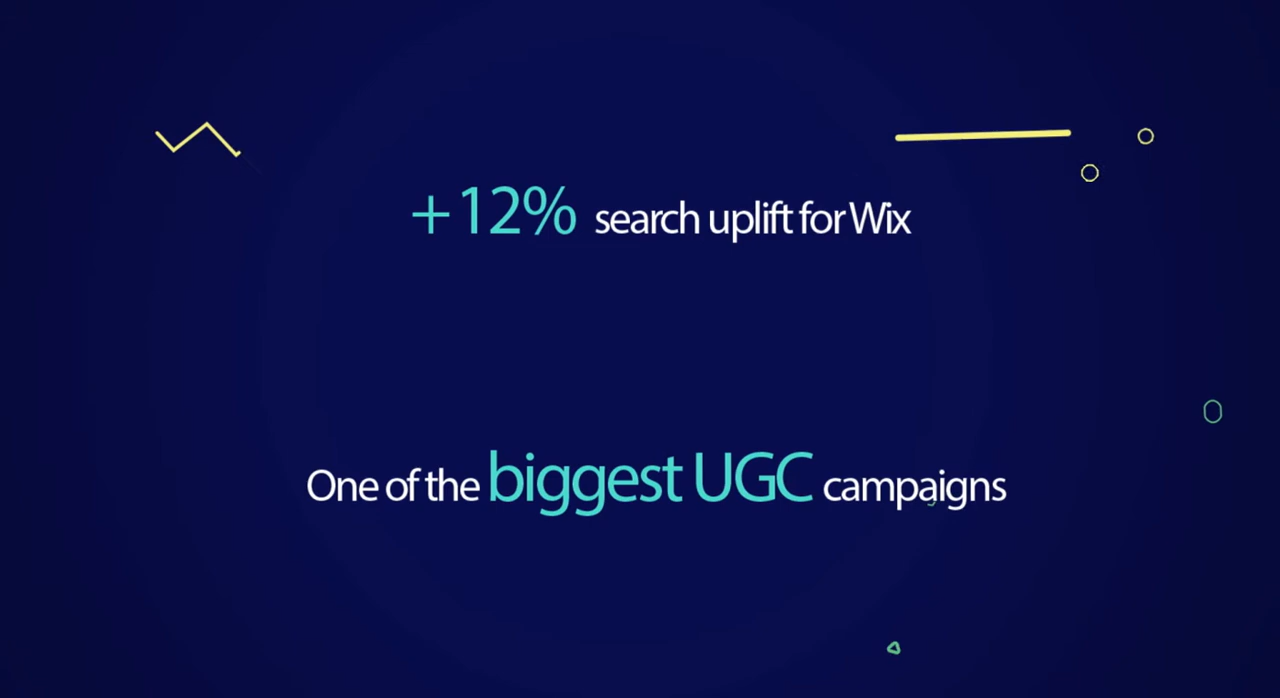 +12% search uplift for Wix
One of the biggest UGC campaigns